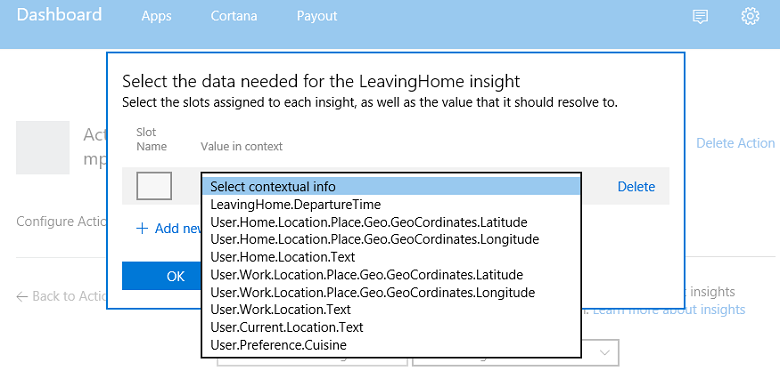 Dashboard Apps Cortana Payout
Select the data needed for the LeavingHome insight
Select the slots assigned to each insight, as well as the value that it should resolve to.
Slot
Name
Value in context
Act
mp
Delete Action
Select contextual info
Delete
LeavingHome.DepartureTime
Configure Actic
+ Add new
User.Home.Location.Place.Geo.GeoCordinates.Latitude
User.Home.Location.Place.Geo.GeoCordinates.Longitude
User.Home.Location.Text
OK
User.Work.Location.Place.Geo.GeoCordinates.Latitude
User.Work.Location.Place.Geo.GeoCordinates.Longitude
User.Work.Location.Text
User.Current.Location.Text
User.Preference.Cuisine
← Back to Actio
t insights
Learn more about insights